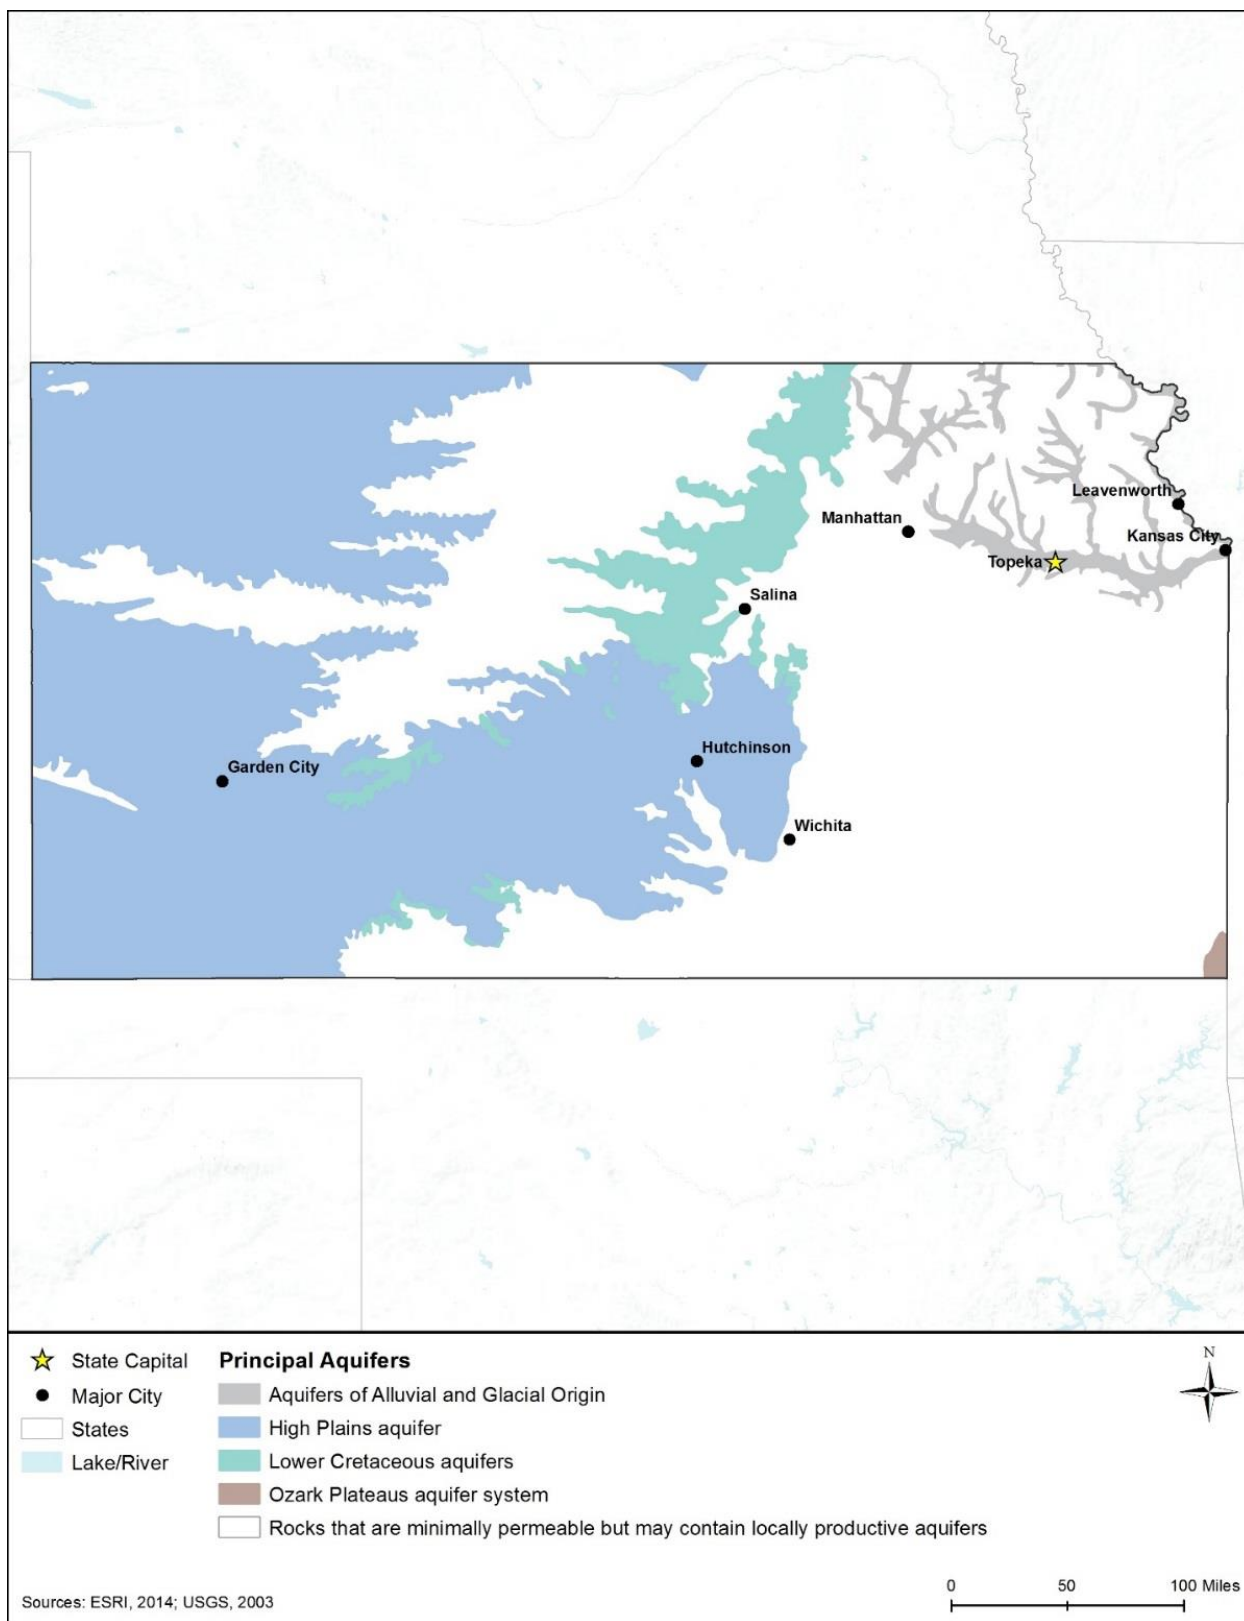 Leavenworth
Manhattan
Kansas City
Topeka
Salina
Hutchinson
Garden City
Wichita
State Capital
Major City
States
Lake/River
Principal Aquifers
Aquifers of Alluvial and Glacial Origin
High Plains aquifer
Lower Cretaceous aquifers
Ozark Plateaus aquifer system
Rocks that are minimally permeable but may contain locally productive aquifers
N
0 50 100 Miles
Sources: ESRI, 2014; USGS, 2003